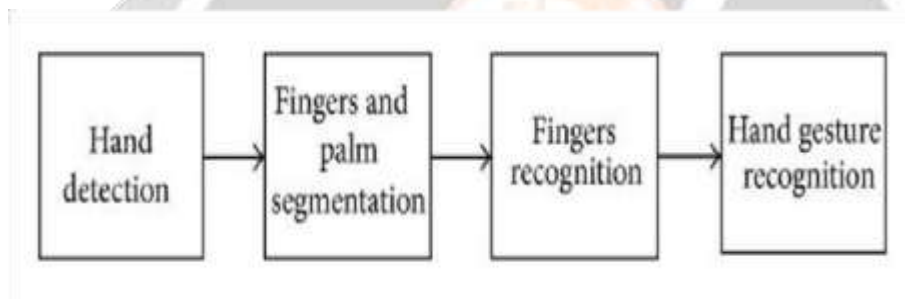 Hand
detection
Fingers and
palm
segmentation
Fingers
recognition
Hand gesture
recognition